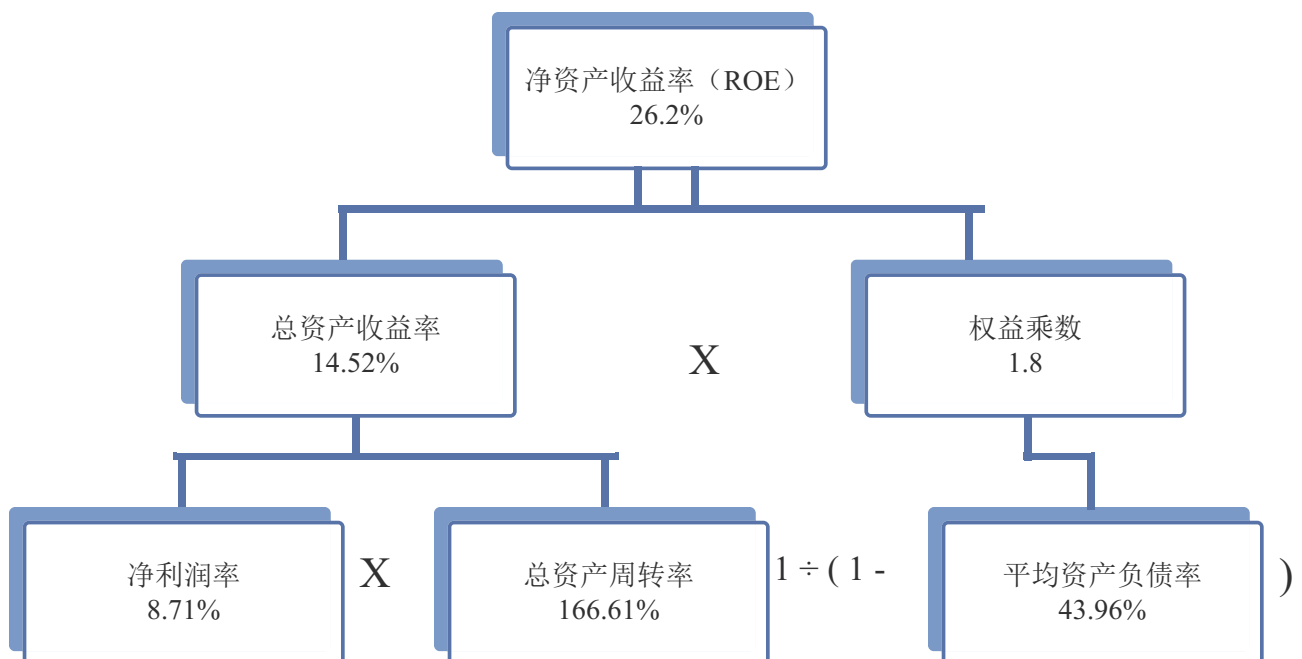 净资产收益率（ROE）
26.2%
总资产收益率
14.52%
X
权益乘数
1.8
净利润率
8.71%
X
总资产周转率
166.61%
1 ÷ ( 1 -
平均资产负债率
43.96%
)